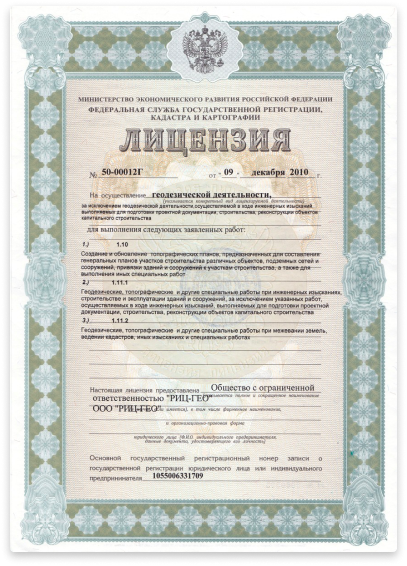 МИНИСТЕРСТВО ЭКОНОМИЧЕСКОГО РАЗВИТИЯ РОССИЙСКОЙ ФЕДЕРАЦИИ
ФЕДЕРАЛЬНАЯ СЛУЖБА ГОСУДАРСТВЕННОЙ РЕГИСТРАЦИИ,
КАДАСТРА И КАРТОГРАФИИ
ЛИЦЕНЗИЯ
№ 50-00012Г от " 09 " декабря 2010 г.
На осуществление геодезической деятельности,
(указывается конкретный вид лицензируемой деятельности)
за исключением геодезической деятельности, осуществляемой в ходе инженерных изысканий,
выполняемых для подготовки проектной документации, строительства, реконструкции объектов
капитального строительства
для выполнения следующих заявленных работ:
1.) 1.10
Создание и обновление топографических планов, предназначенных для составления
генеральных планов участков строительства различных объектов, подземных сетей и
сооружений, привязки зданий и сооружений к участкам строительства, а также для
выполнения иных специальных работ
2.) 1.11.1
Геодезические, топографические и другие специальные работы при инженерных изысканиях,
строительстве и эксплуатации зданий и сооружений, за исключением указанных работ,
осуществляемых в ходе инженерных изысканий, выполняемых для подготовки проектной
документации, строительства, реконструкции объектов капитального строительства
3.) 1.11.2
Геодезические, топографические и другие специальные работы при межевании земель,
ведении кадастров, иных изысканиях и специальных работах
Настоящая лицензия предоставлена Общество с ограниченной
ответственностью "РИЦ-ГЕО"
ООО "РИЦ-ГЕО" в том числе фирменное наименование,
и организационно-правовая форма
юридического лица (Ф.И.О. индивидуального предпринимателя,
данные документа, удостоверяющего его личность)
Основной государственный регистрационный номер записи о
государственной регистрации юридического лица или индивидуального
предпринимателя 1055006331709